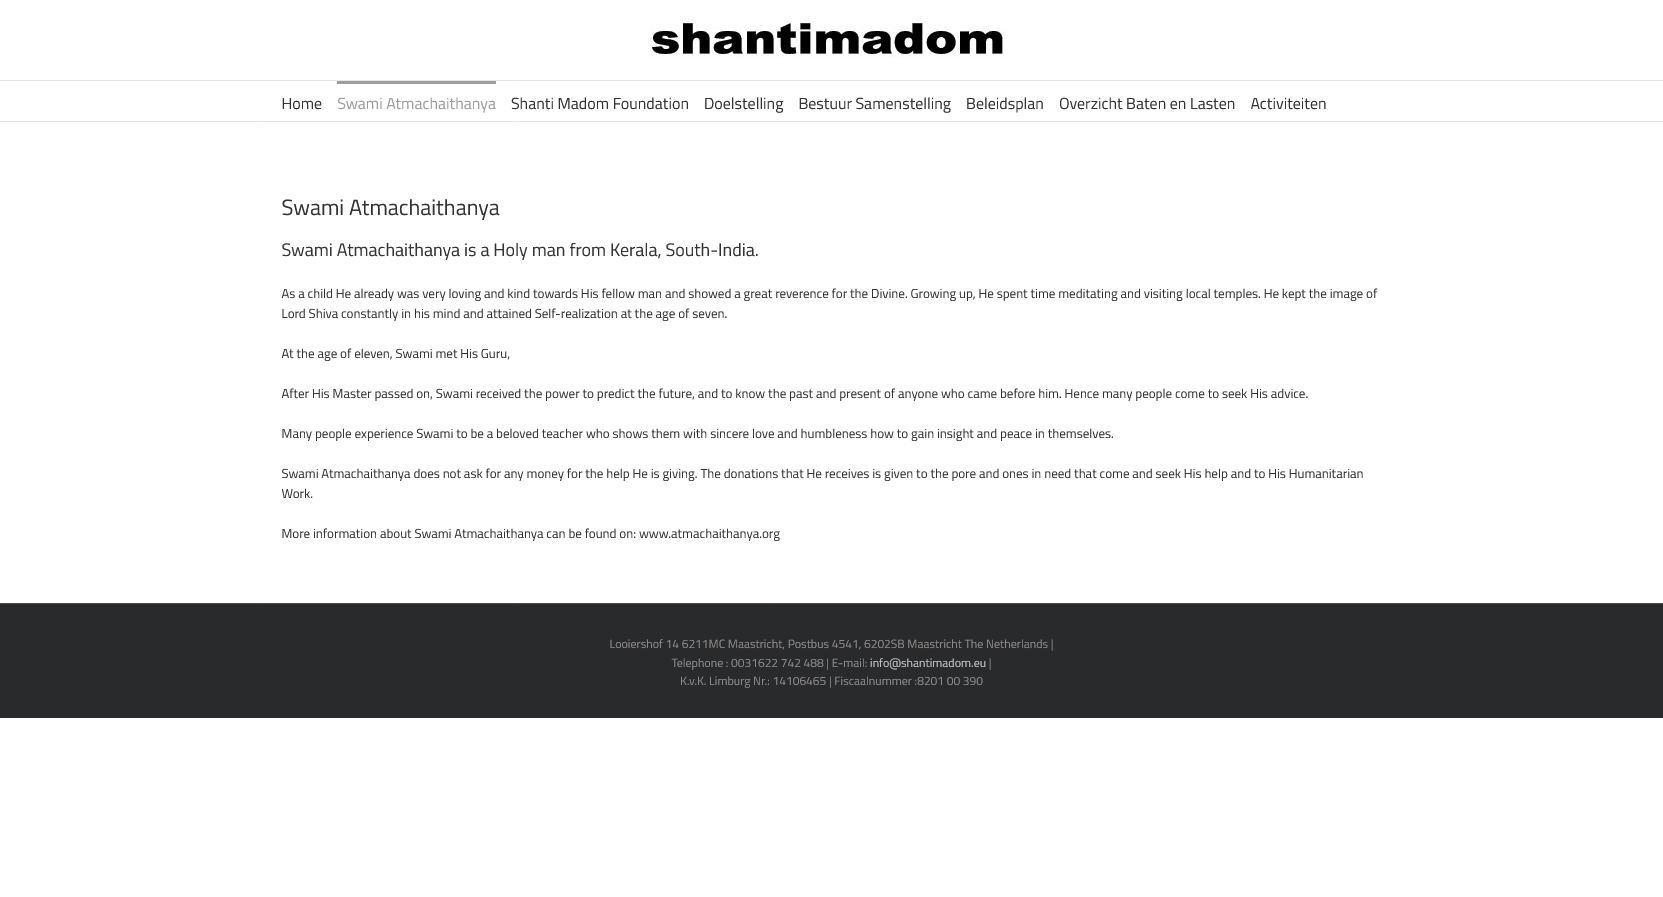 shantimadom
Home Swami Atmachaithanya Shanti Madom Foundation Doelstelling Bestuur Samenstelling Beleidsplan Overzicht Baten en Lasten Activiteiten
Swami Atmachaithanya
Swami Atmachaithanya is a Holy man from Kerala, South-India.
As a child He already was very loving and kind towards His fellow man and showed a great reverence for the Divine. Growing up, He spent time meditating and visiting local temples. He kept the image of
Lord Shiva constantly in his mind and attained Self-realization at the age of seven.
At the age of eleven, Swami met His Guru,
After His Master passed on, Swami received the power to predict the future, and to know the past and present of anyone who came before him. Hence many people come to seek His advice.
Many people experience Swami to be a beloved teacher who shows them with sincere love and humbleness how to gain insight and peace in themselves.
Swami Atmachaithanya does not ask for any money for the help He is giving. The donations that He receives is given to the pore and ones in need that come and seek His help and to His Humanitarian
Work.
More information about Swami Atmachaithanya can be found on: www.atmachaithanya.org
Looiershof 14 6211MC Maastricht, Postbus 4541, 6202SB Maastricht The Netherlands |
Telephone : 0031622 742 488 | E-mail: info@shantimadom.eu |
K.v.K. Limburg Nr.: 14106465 | Fiscaalnummer :8201 00 390